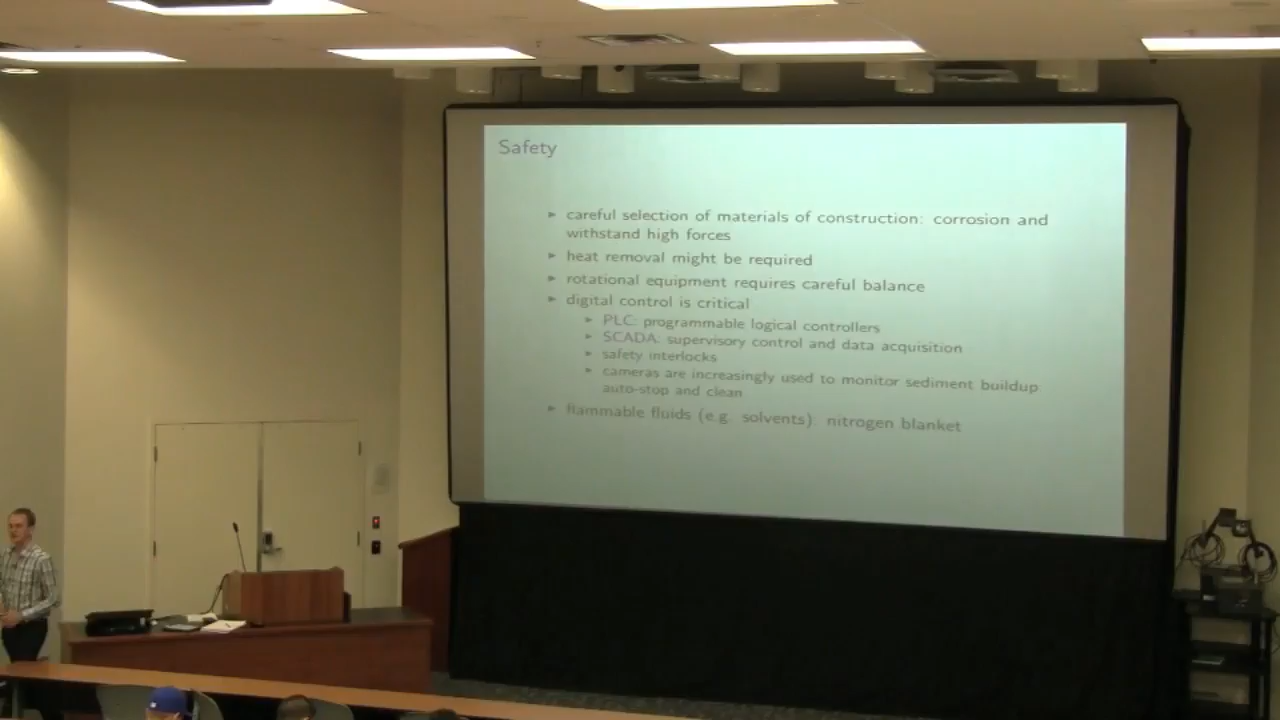 Safety
careful selection of materials of construction: corrosion and
withstand high forces
heat removal might be required
rotational equipment requires careful balance
digital control is critical
PLC: programmable logical controllers
SCADA: supervisory control and data acquisition
safety interlocks
cameras are increasingly used to monitor sediment buildup
auto-stop and clean
flammable fluids (e.g. solvents): nitrogen blanket